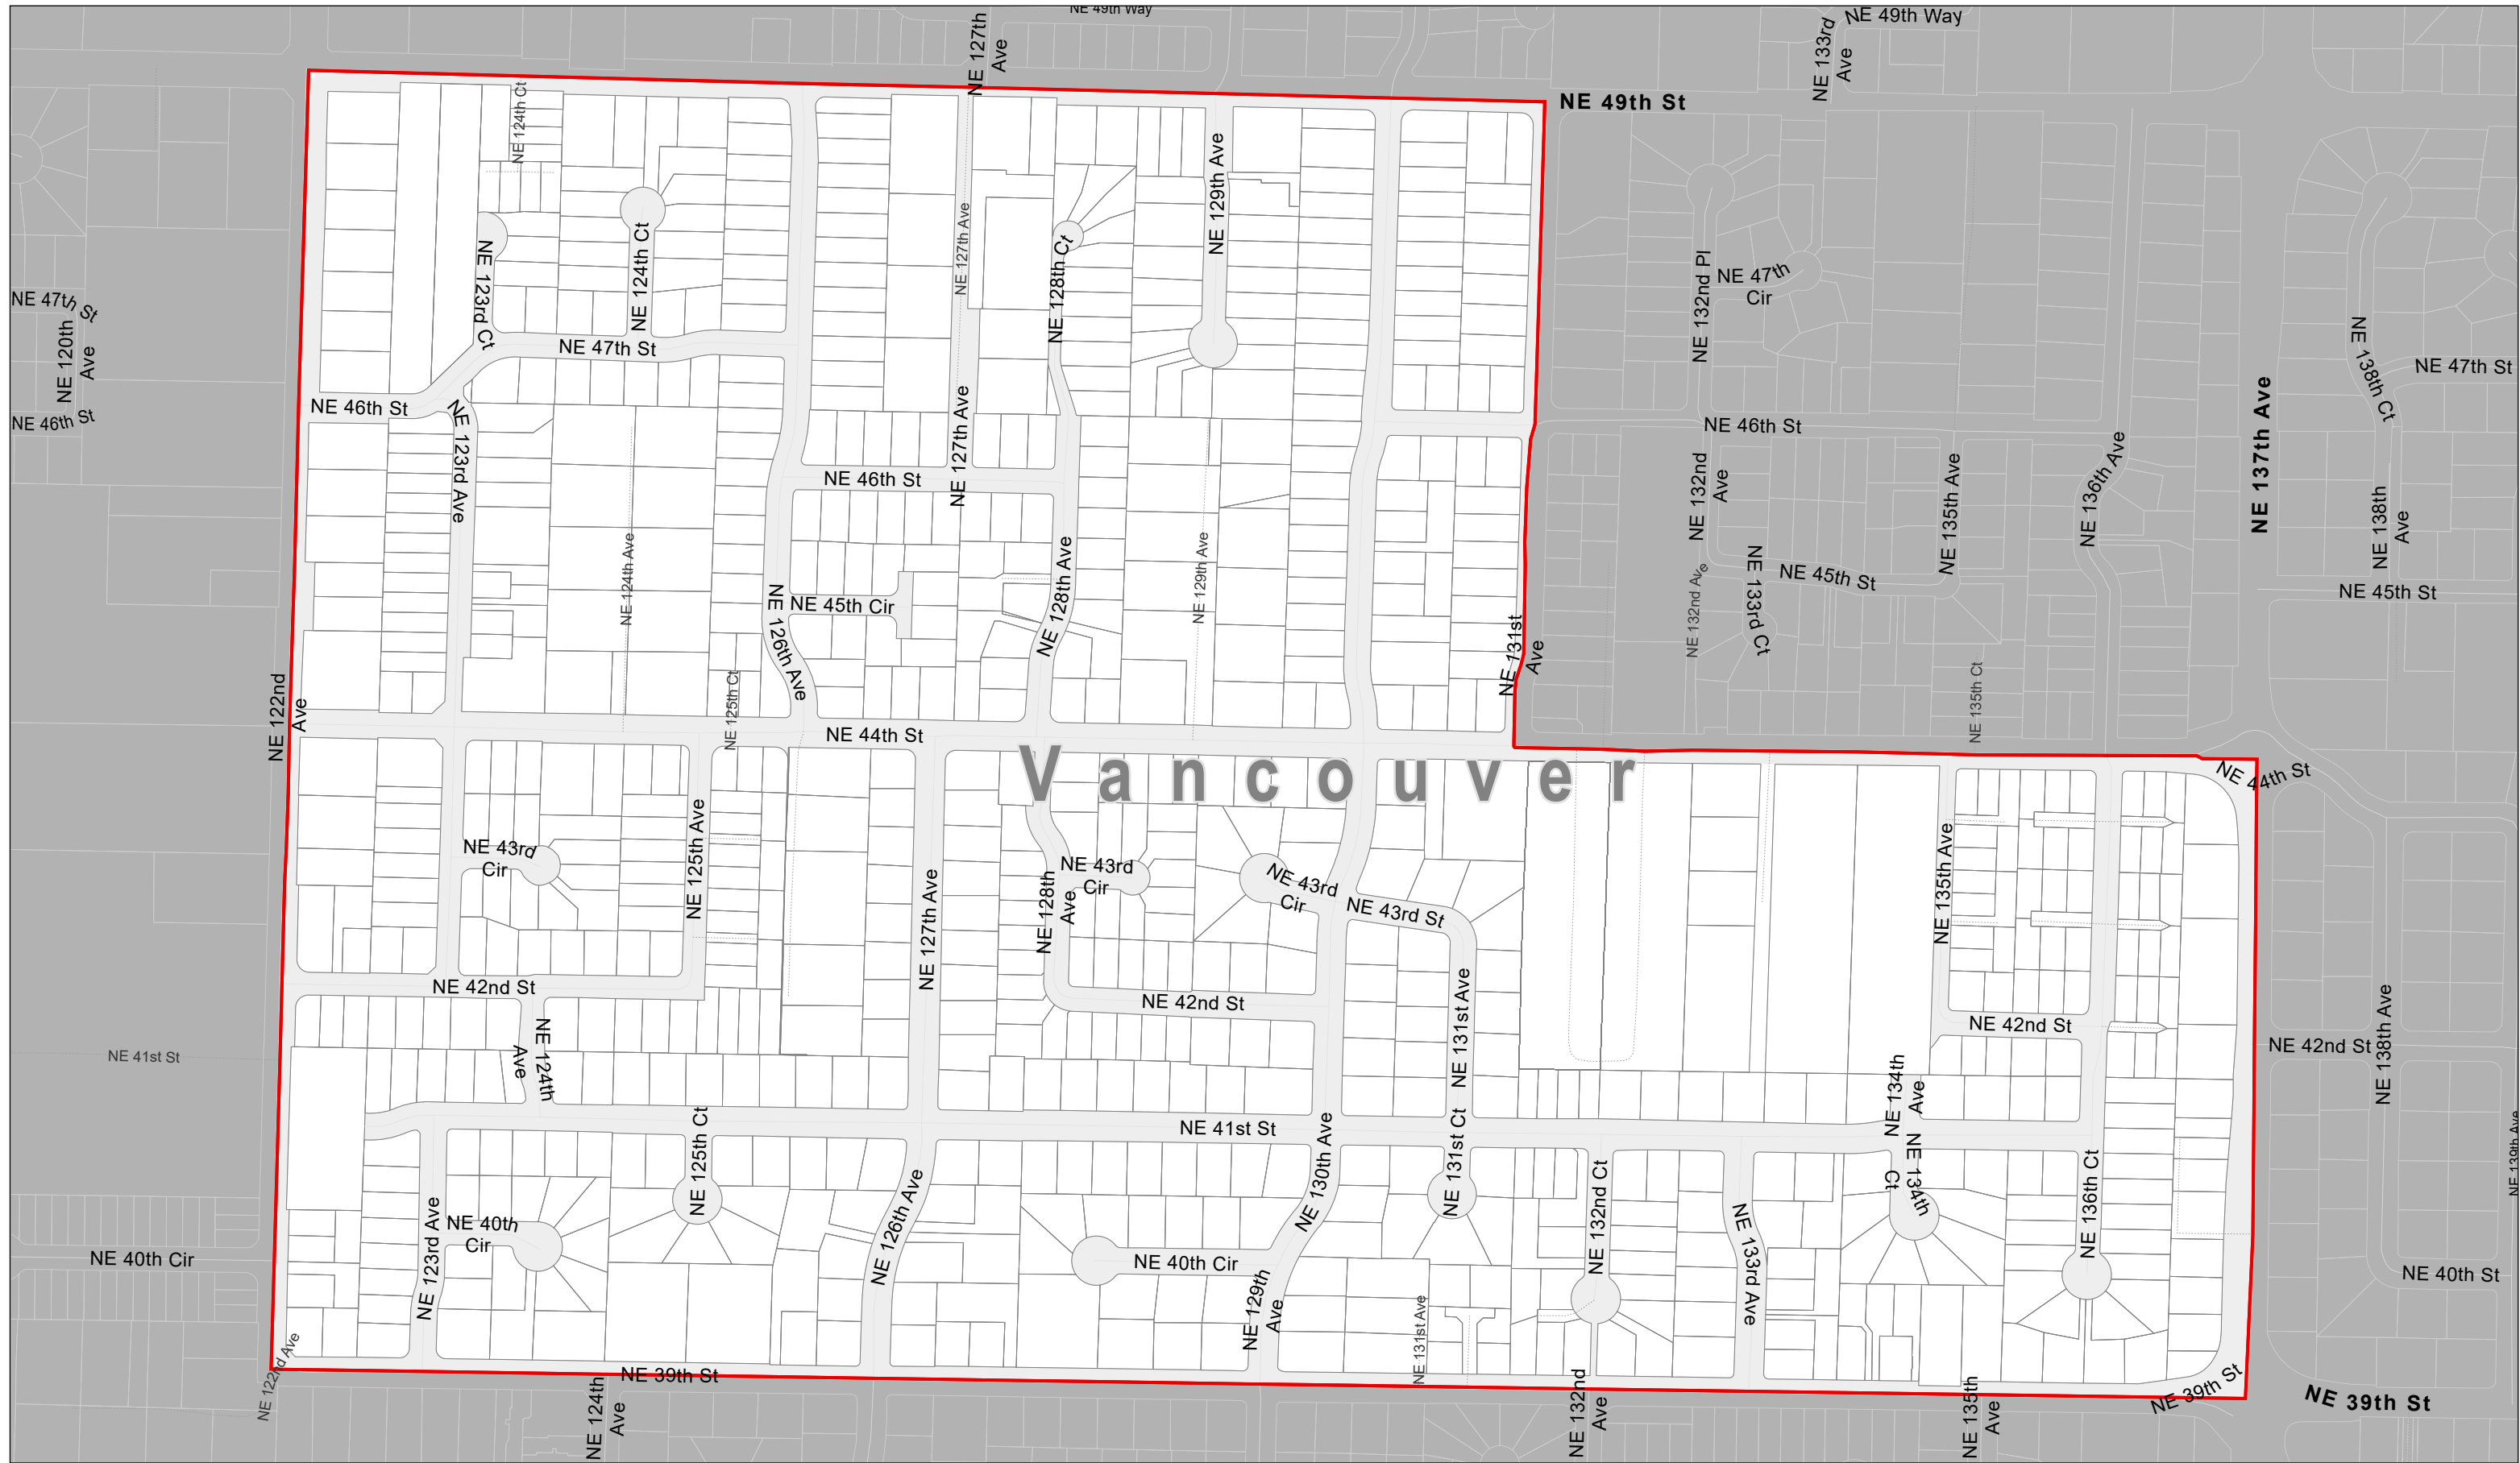 NE 49th Way
NE 127th
Ave
NE 133rd
Ave
NE 49th Way
NE 49th St
NE 124th Ct
NE 129th Ave
NE 123rd Ct
NE 124th Ct
NE 127th Ave
NE 128th Ct
NE 132nd Pl
NE 47th
Cir
NE 47th St
NE 120th
Ave
NE 46th St
NE 47th St
NE 46th St
NE 138th Ct
NE 47th St
NE 137th Ave
NE 123rd Ave
NE 127th Ave
NE 46th St
NE 46th St
NE 132nd
Ave
NE 135th Ave
NE 136th Ave
NE 138th
Ave
NE 124th Ave
NE 126th Ave
NE 45th Cir
NE 128th Ave
NE 129th Ave
NE 131st
Ave
NE 132nd Ave
NE 133rd Ct
NE 45th St
NE 45th St
NE 135th Ct
NE 122nd
Ave
NE 125th Ct
NE 44th St
Vancouver
NE 44th St
NE 43rd
Cir
NE 125th Ave
NE 127th Ave
NE 128th
Ave
NE 43rd
Cir
NE 43rd
Cir
NE 43rd St
NE 135th Ave
NE 42nd St
NE 42nd St
NE 131st Ave
NE 42nd St
NE 42nd St
NE 138th Ave
NE 41st St
NE 124th
Ave
NE 125th Ct
NE 41st St
NE 130th Ave
NE 131st Ct
NE 134th
Ave
NE 134th
Ct
NE 136th Ct
NE 139th Ave
NE 123rd Ave
NE 40th
Cir
NE 126th Ave
NE 40th Cir
NE 40th Cir
NE 129th
Ave
NE 132nd Ct
NE 133rd Ave
NE 40th St
NE 131st Ave
NE 122nd Ave
NE 39th St
NE 124th
Ave
NE 132nd
Ave
NE 135th
Ave
NE 39th St
NE 39th St